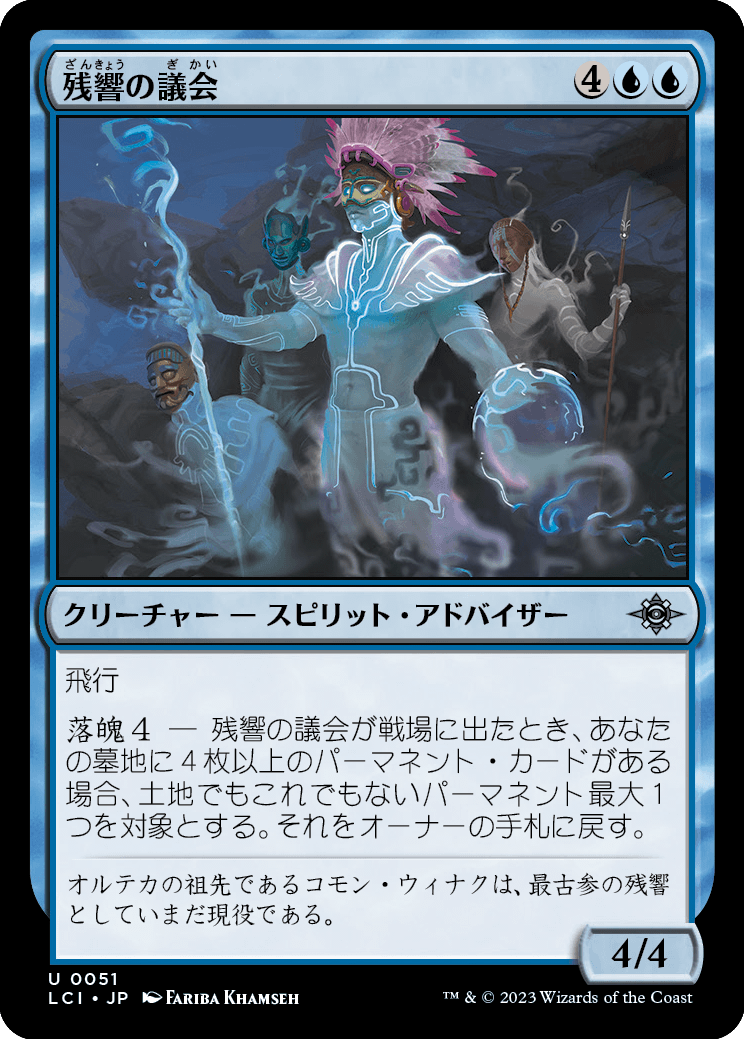 ざんきょう ぎかい
残響の議会
4
クリーチャー — スピリット・アドバイザー
飛行
落魄4 — 残響の議会が戦場に出たとき、あなた
の墓地に4枚以上のパーマネント・カードがある
場合、土地でもこれでもないパーマネント最大1
つを対象とする。それをオーナーの手札に戻す。
オルテカの祖先であるコモン・ウィナクは、最古参の残響
としていまだ現役である。
4/4
U 0051
LCI • JP Fariba Khamseh
™ & © 2023 Wizards of the Coast